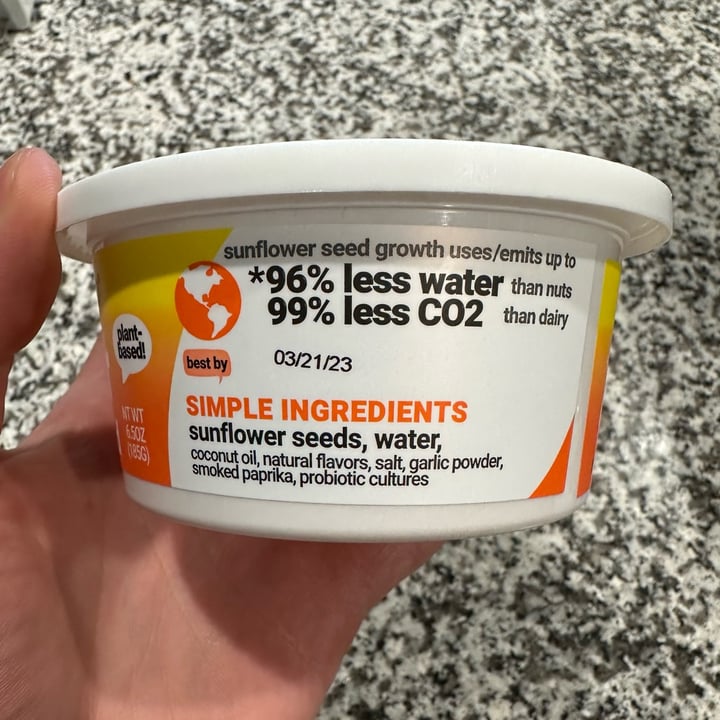 sunflower seed growth uses/emits up to
*96% less water than nuts
99% less CO2 than dairy
plant-
based!
best by 03/21/23
NT WT
6.5OZ
(185G)
SIMPLE INGREDIENTS
sunflower seeds, water,
coconut oil, natural flavors, salt, garlic powder,
smoked paprika, probiotic cultures